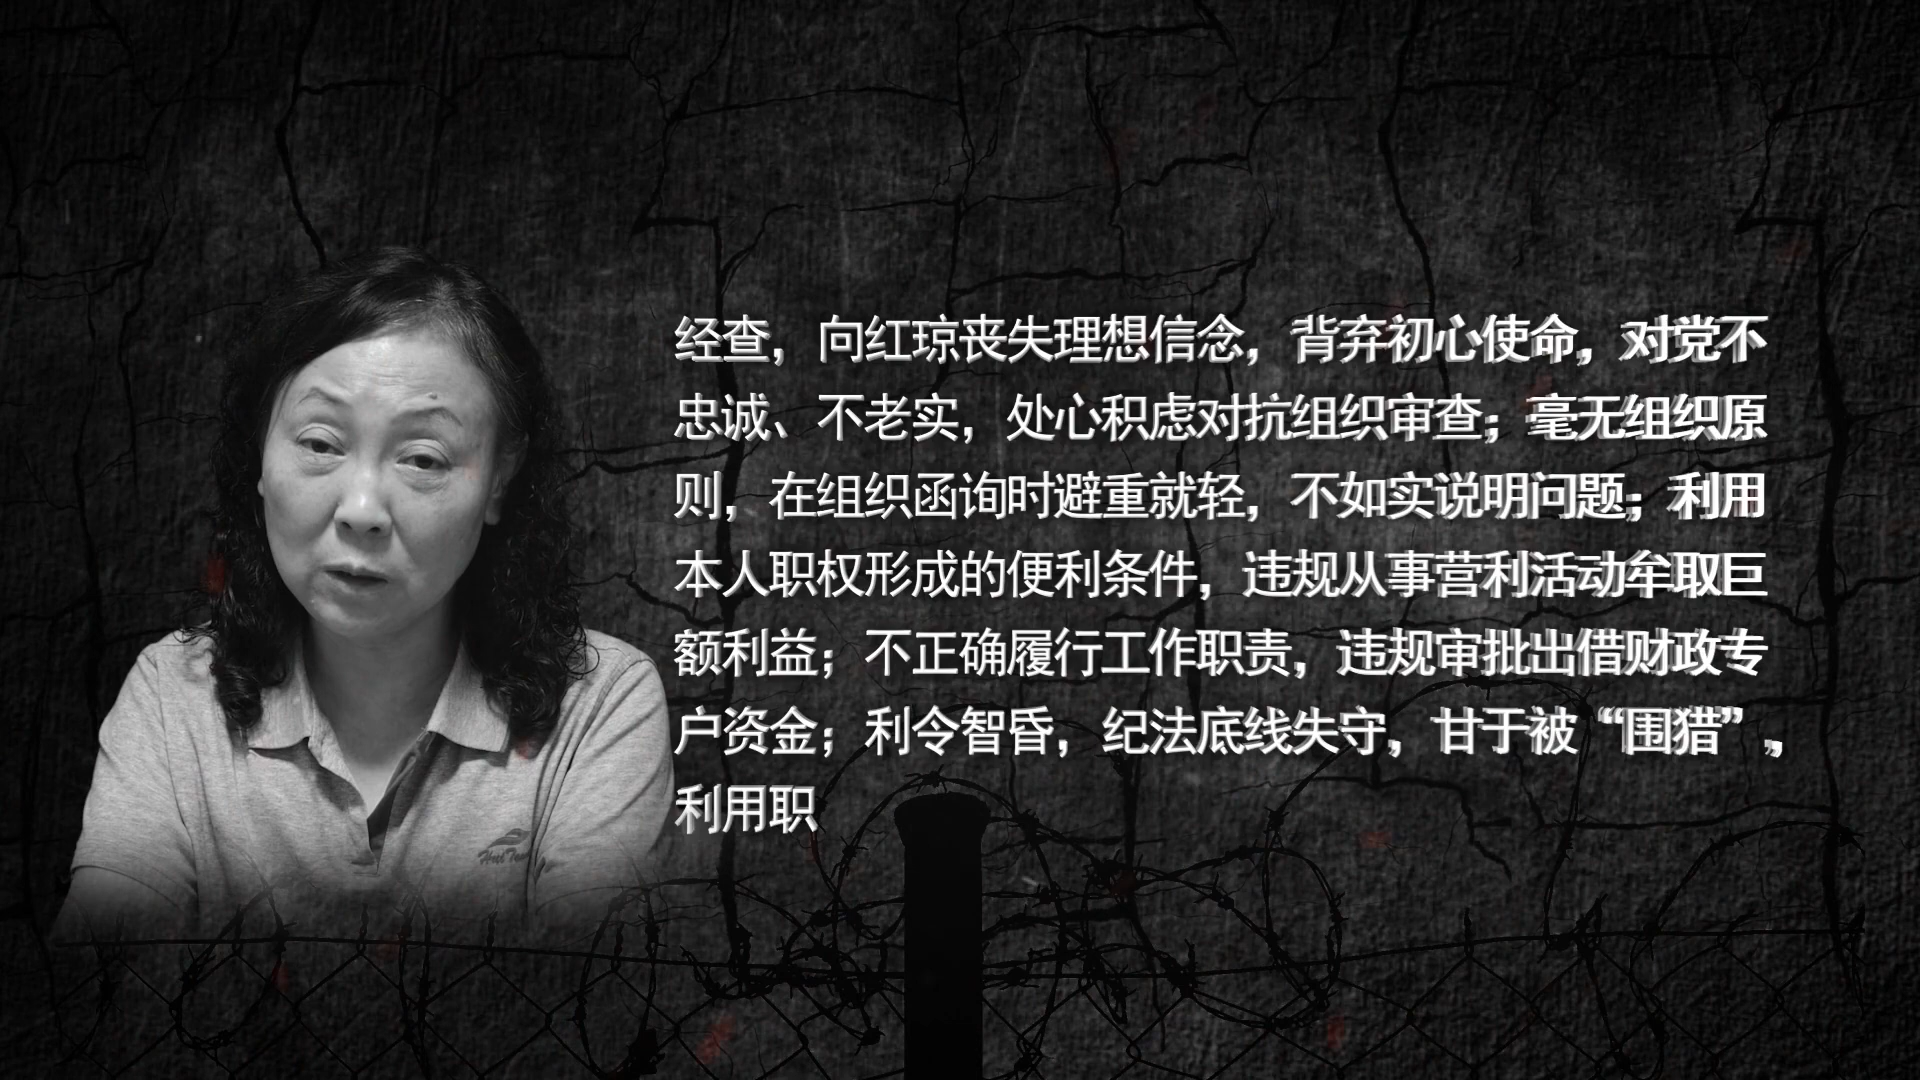 经查，向红琼丧失理想信念，背弃初心使命，对党不
忠诚、不老实，处心积虑对抗组织审查；毫无组织原
则，在组织函询时避重就轻，不如实说明问题；利用
本人职权形成的便利条件，违规从事营利活动牟取巨
额利益；不正确履行工作职责，违规审批出借财政专
户资金；利令智昏，纪法底线失守，甘于被“围猎”，
利用职